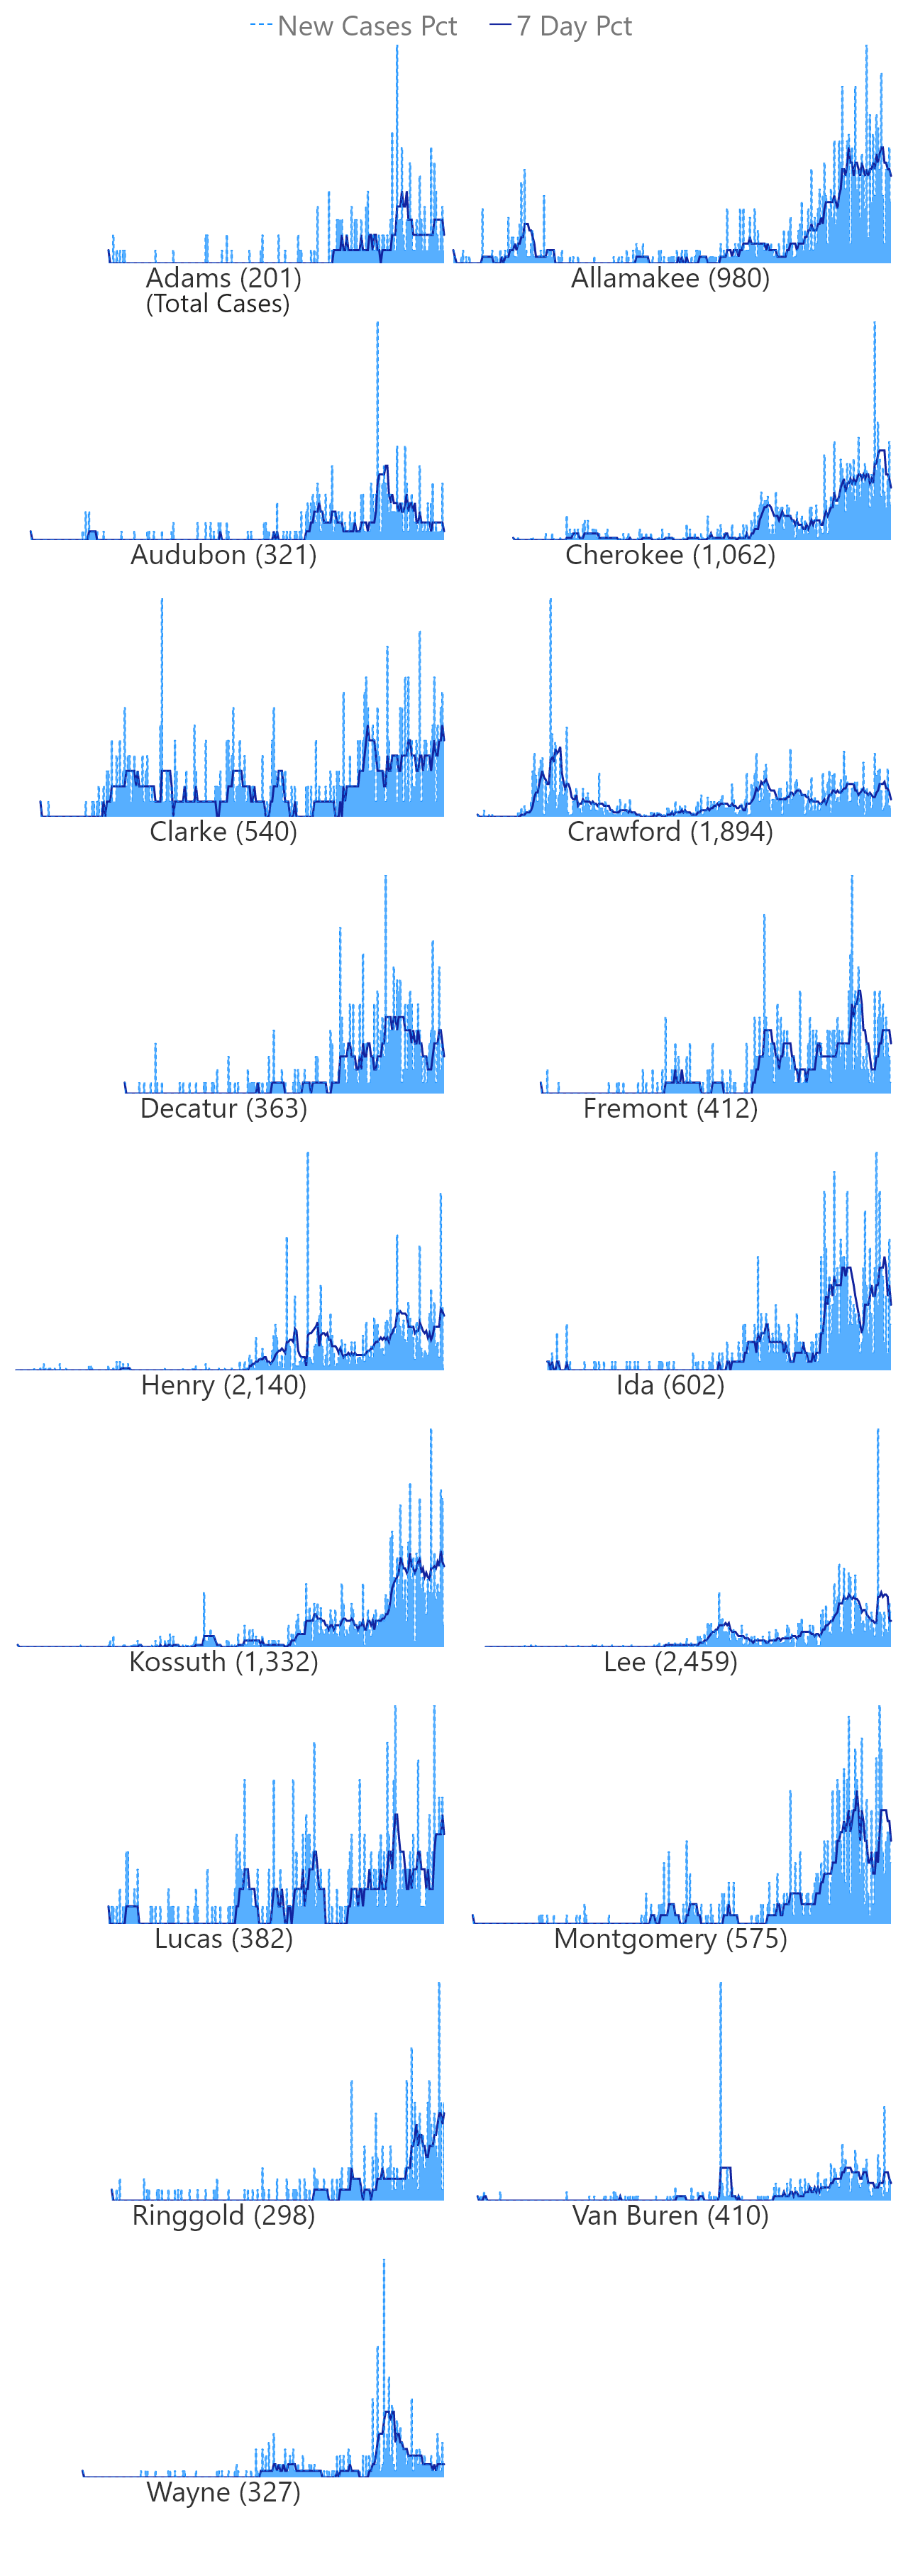 New Cases Pct 7 Day Pct
Adams (201) Allamakee (980)
(Total Cases)
Audubon (321) Cherokee (1,062)
Clarke (540) Crawford (1,894)
Decatur (363) Fremont (412)
Henry (2,140) Ida (602)
Kossuth (1,332) Lee (2,459)
Lucas (382) Montgomery (575)
Ringgold (298) Van Buren (410)
Wayne (327)